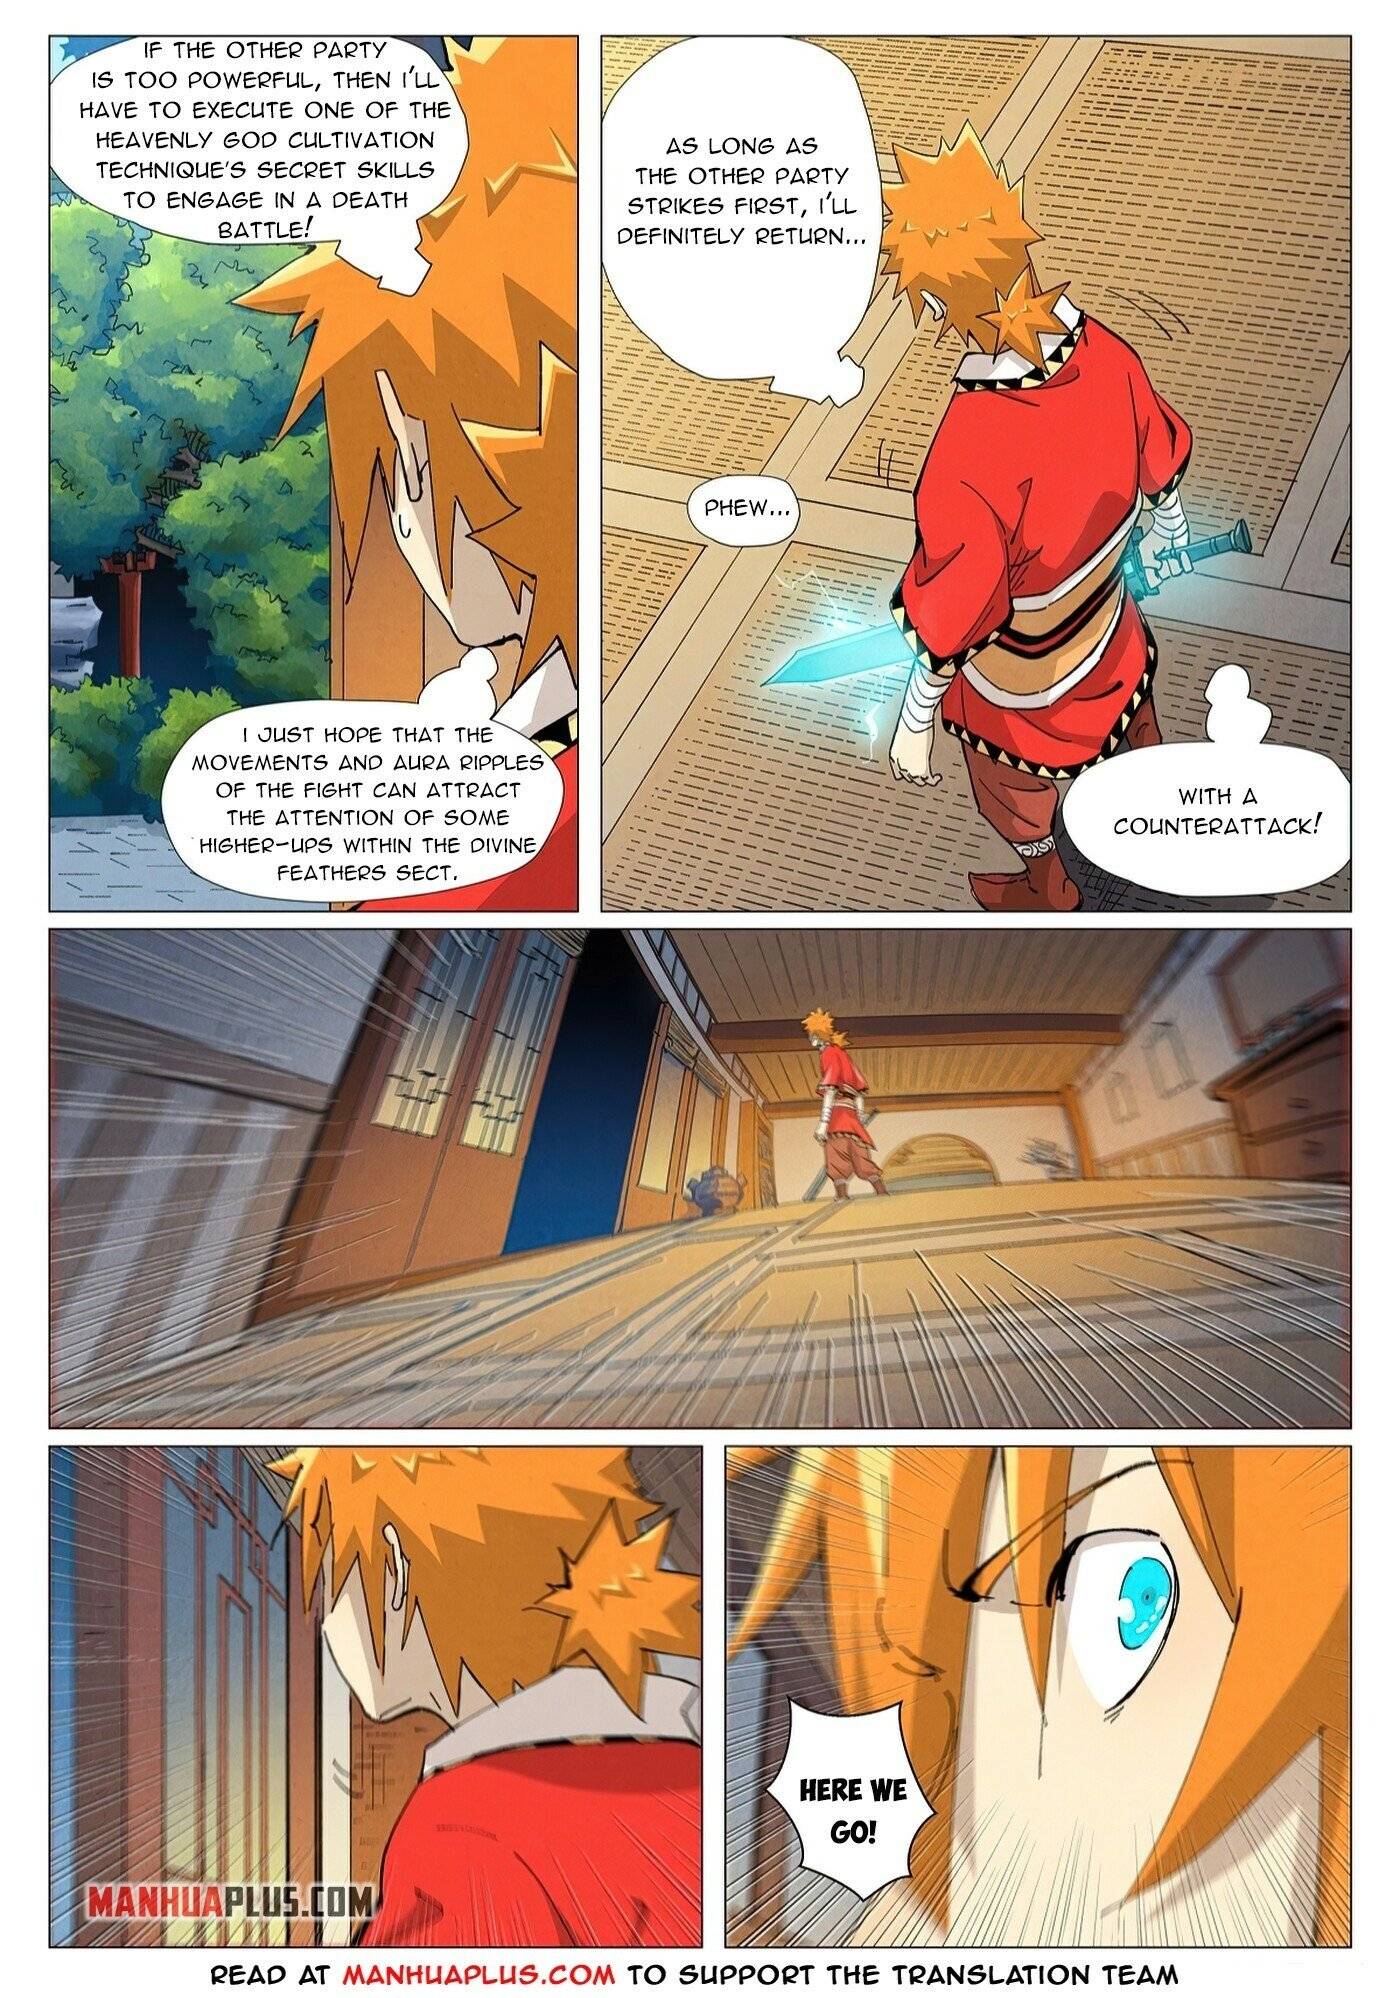 IF THE OTHER PARTY
IS TOO POWERFUL, THEN I'LL
HAVE TO EXECUTE ONE OF THE
HEAVENLY GOD CULTIVATION
TECHNIQUE'S SECRET SKILLS
TO ENGAGE IN A DEATH
BATTLE!
I JUST HOPE THAT THE
MOVEMENTS AND AURA RIPPLES
OF THE FIGHT CAN ATTRACT
THE ATTENTION OF SOME
HIGHER-UPS WITHIN THE DIVINE
FEATHERS SECT.
AS LONG AS
THE OTHER PARTY
STRIKES FIRST, I'LL
DEFINITELY RETURN...
PHEW...
WITH A
COUNTERATTACK!
HERE WE
GO!
MANHUAPLUS.COM
READ AT MANHUAPLUS.COM TO SUPPORT THE TRANSLATION TEAM